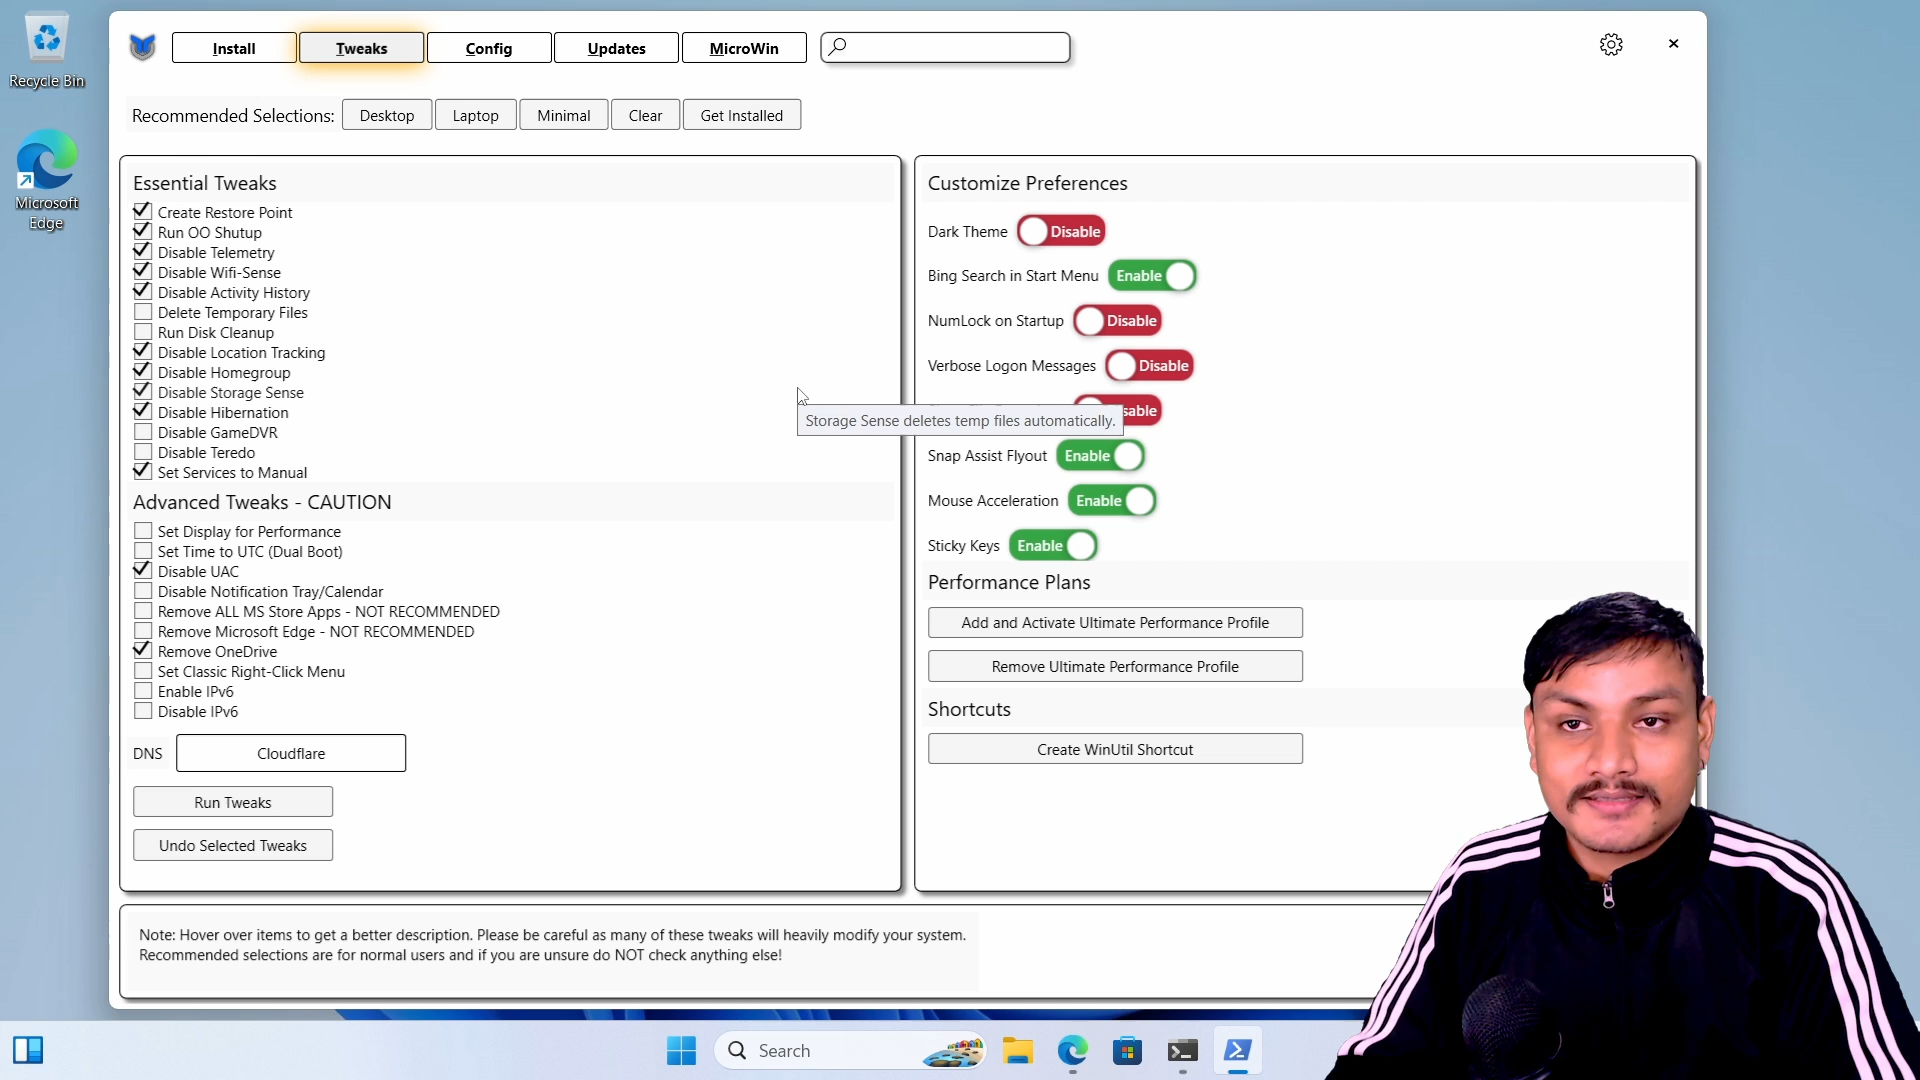 Recycle Bin
Microsoft
Edge
Install
Tweaks
Config
Updates
MicroWin
Recommended Selections:
Desktop
Laptop
Minimal
Clear
Get Installed
Essential Tweaks
Create Restore Point
Run OO Shutup
Disable Telemetry
Disable Wifi-Sense
Disable Activity History
Delete Temporary Files
Run Disk Cleanup
Disable Location Tracking
Disable Homegroup
Disable Storage Sense
Disable Hibernation
Disable GameDVR
Disable Teredo
Set Services to Manual
Advanced Tweaks - CAUTION
Set Display for Performance
Set Time to UTC (Dual Boot)
Disable UAC
Disable Notification Tray/Calendar
Remove ALL MS Store Apps - NOT RECOMMENDED
Remove Microsoft Edge - NOT RECOMMENDED
Remove OneDrive
Set Classic Right-Click Menu
Enable IPv6
Disable IPv6
DNS
Cloudflare
Run Tweaks
Undo Selected Tweaks
Customize Preferences
Dark Theme Disable
Bing Search in Start Menu Enable
NumLock on Startup Disable
Verbose Logon Messages Disable
Storage Sense deletes temp files automatically.
Snap Assist Flyout Enable
Mouse Acceleration Enable
Sticky Keys Enable
Performance Plans
Add and Activate Ultimate Performance Profile
Remove Ultimate Performance Profile
Shortcuts
Create WinUtil Shortcut
Note: Hover over items to get a better description. Please be careful as many of these tweaks will heavily modify your system.
Recommended selections are for normal users and if you are unsure do NOT check anything else!
Search